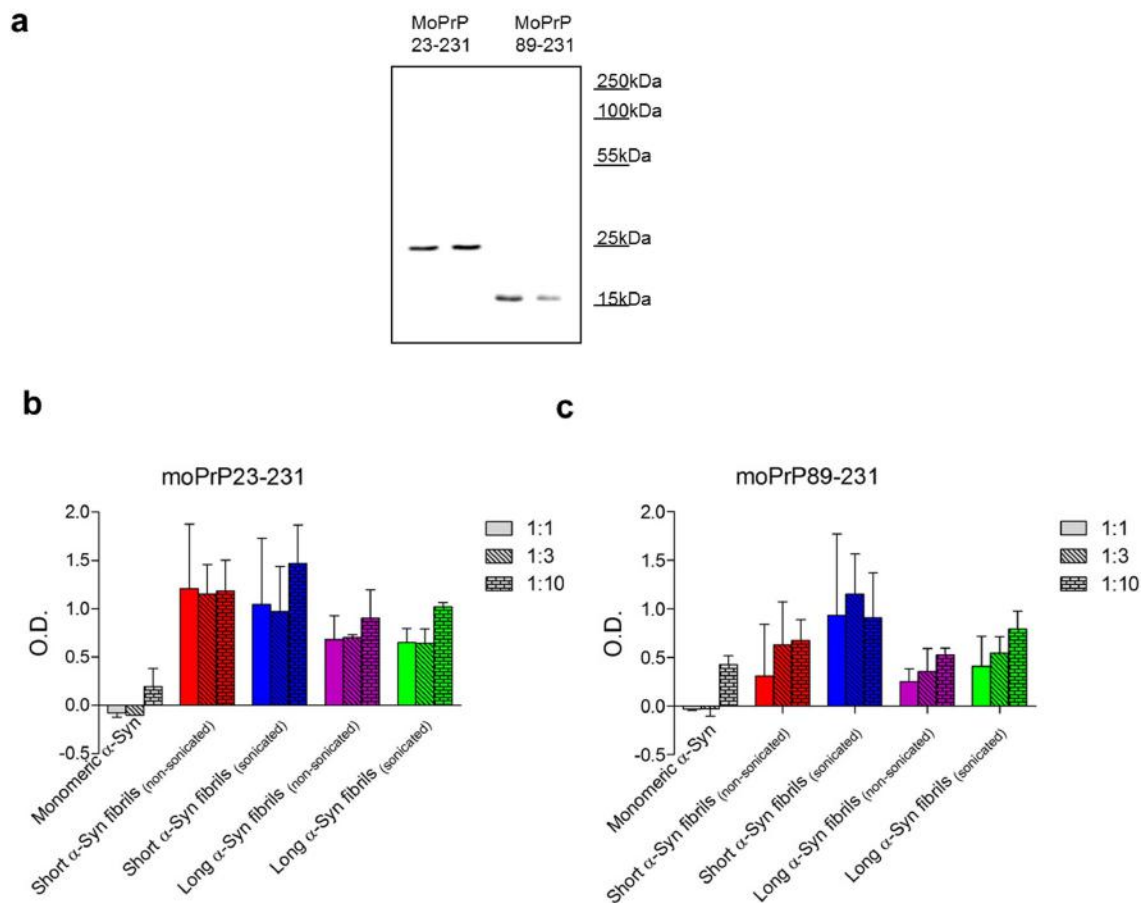 a
MoPrP MoPrP
23-231 89-231
250kDa
100kDa
55kDa
25kDa
15kDa
b
c
moPrP23-231
2.0
1.5
1.0
0.5
0.0
-0.5
O.D.
1:1
1:3
1:10
Monomeric α-Syn
Short α-Syn fibrils (non-sonicated)
Short α-Syn fibrils (sonicated)
Long α-Syn fibrils (non-sonicated)
Long α-Syn fibrils (sonicated)
moPrP89-231
2.0
1.5
1.0
0.5
0.0
-0.5
O.D.
1:1
1:3
1:10
Monomeric α-Syn
Short α-Syn fibrils (non-sonicated)
Short α-Syn fibrils (sonicated)
Long α-Syn fibrils (non-sonicated)
Long α-Syn fibrils (sonicated)